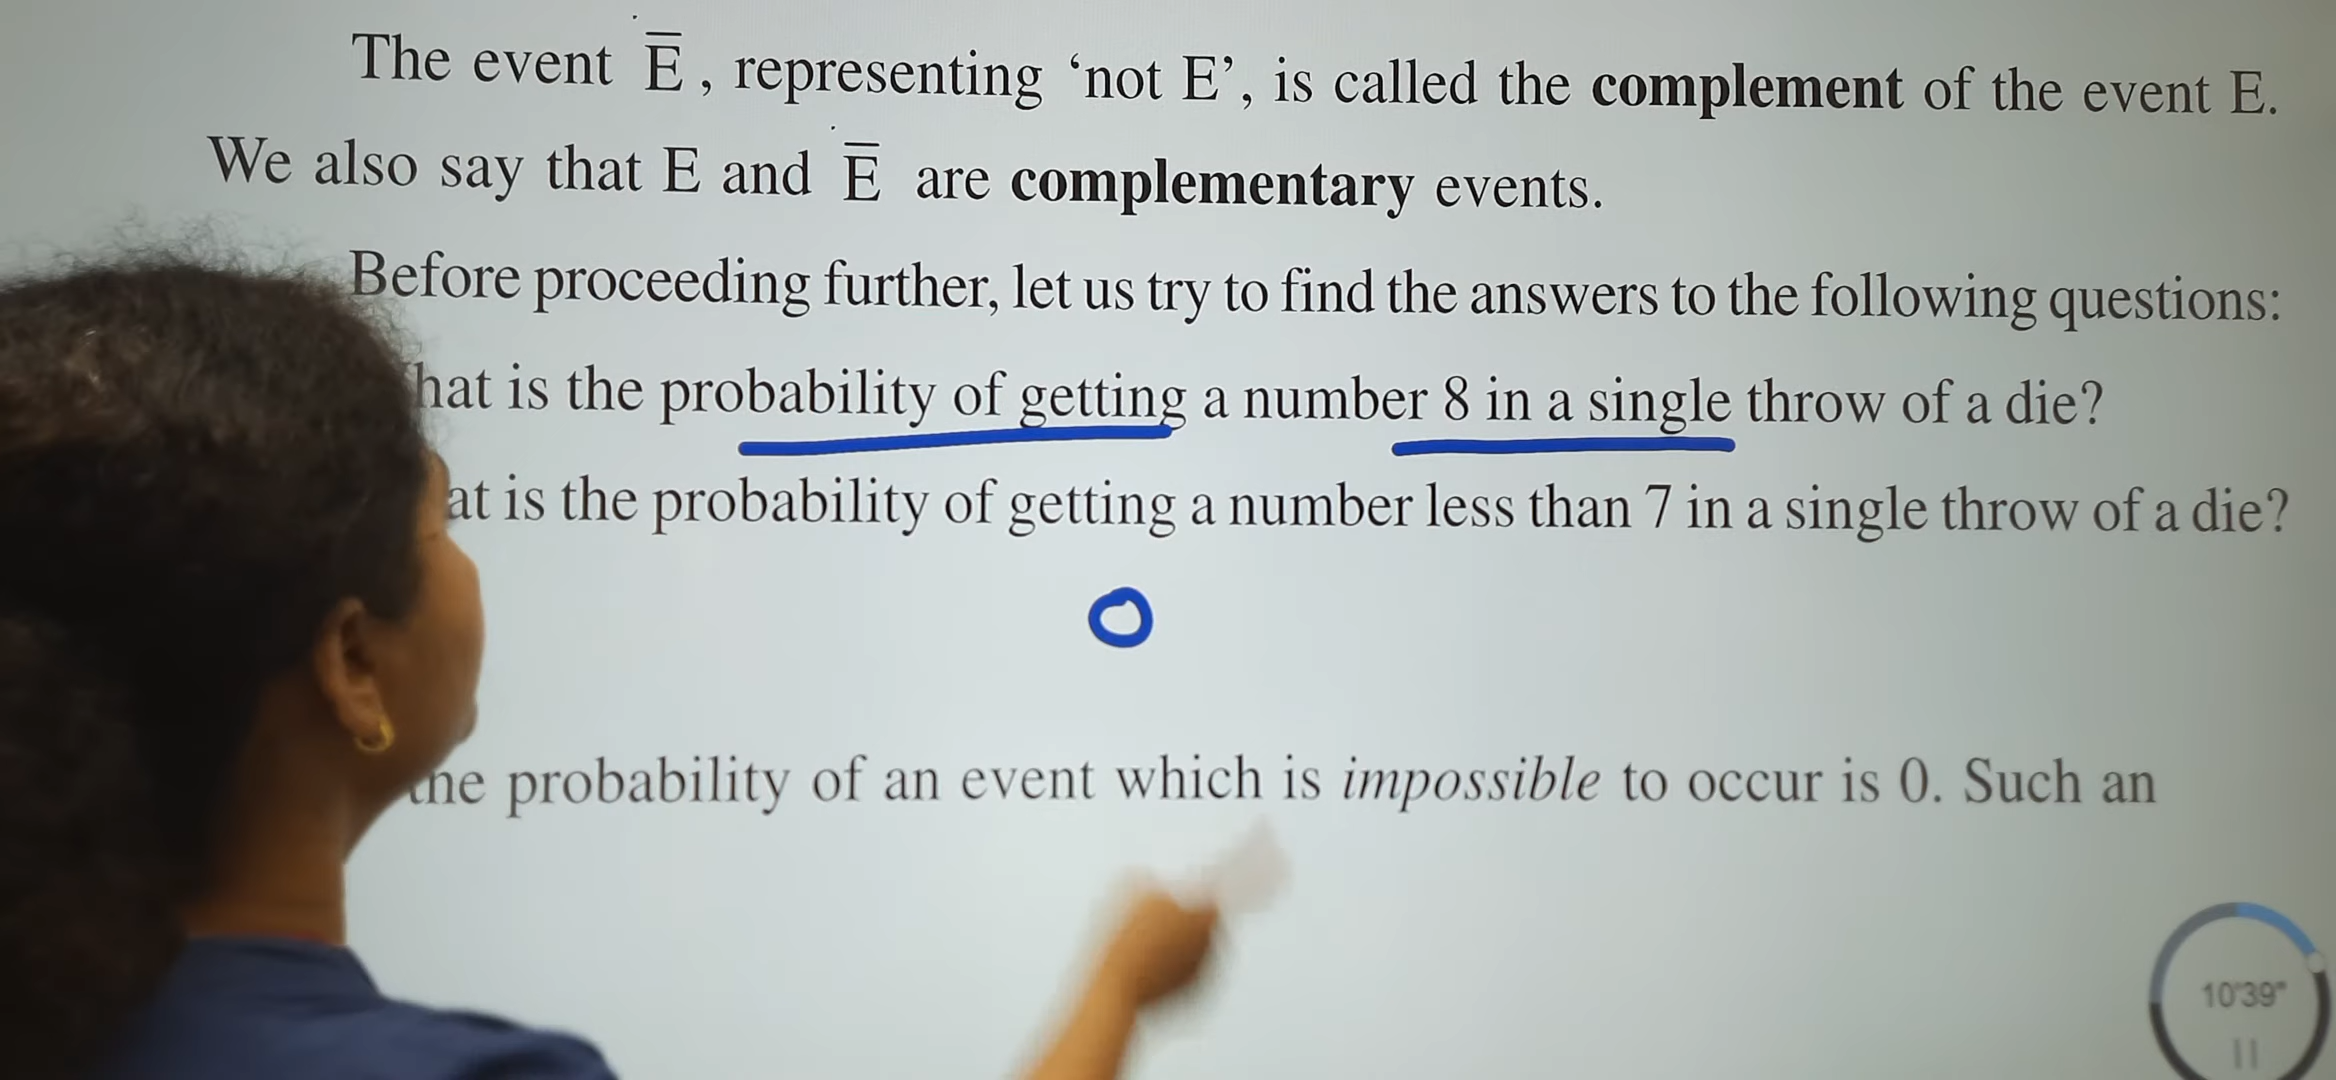 The event E̅, representing ‘not E’, is called the complement of the event E.
We also say that E and E̅ are complementary events.
Before proceeding further, let us try to find the answers to the following questions:
hat is the probability of getting a number 8 in a single throw of a die?
at is the probability of getting a number less than 7 in a single throw of a die?
0
he probability of an event which is impossible to occur is 0. Such an
10'39"